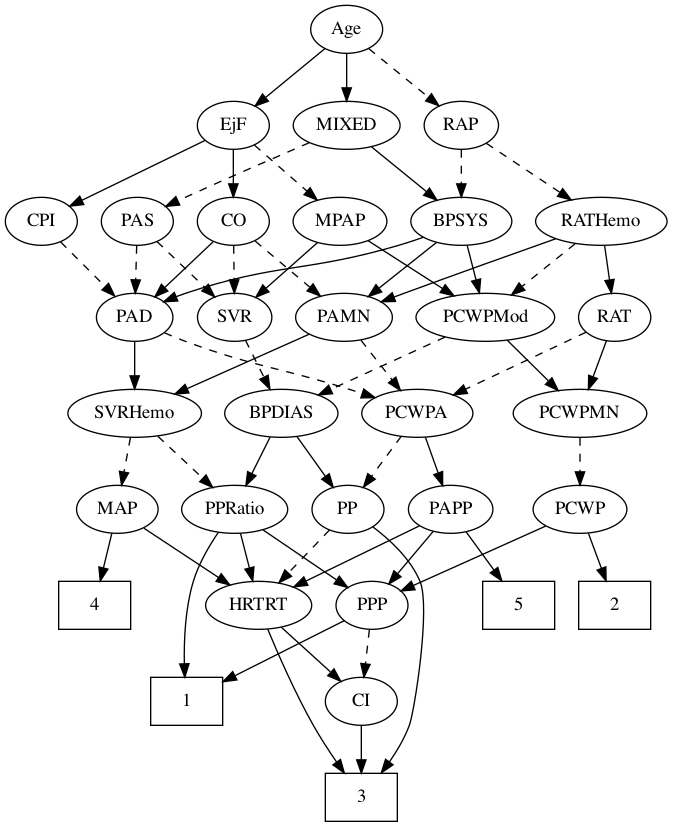 Age
EjF MIXED RAP
CPI PAS CO MPAP BPSYS RATHemo
PAD SVR PAMN PCWPMod RAT
SVRHemo BPDIAS PCWPA PCWPMN
MAP PPRatio PP PAPP PCWP
4 HRTRT PPP 5 2
1 CI
3